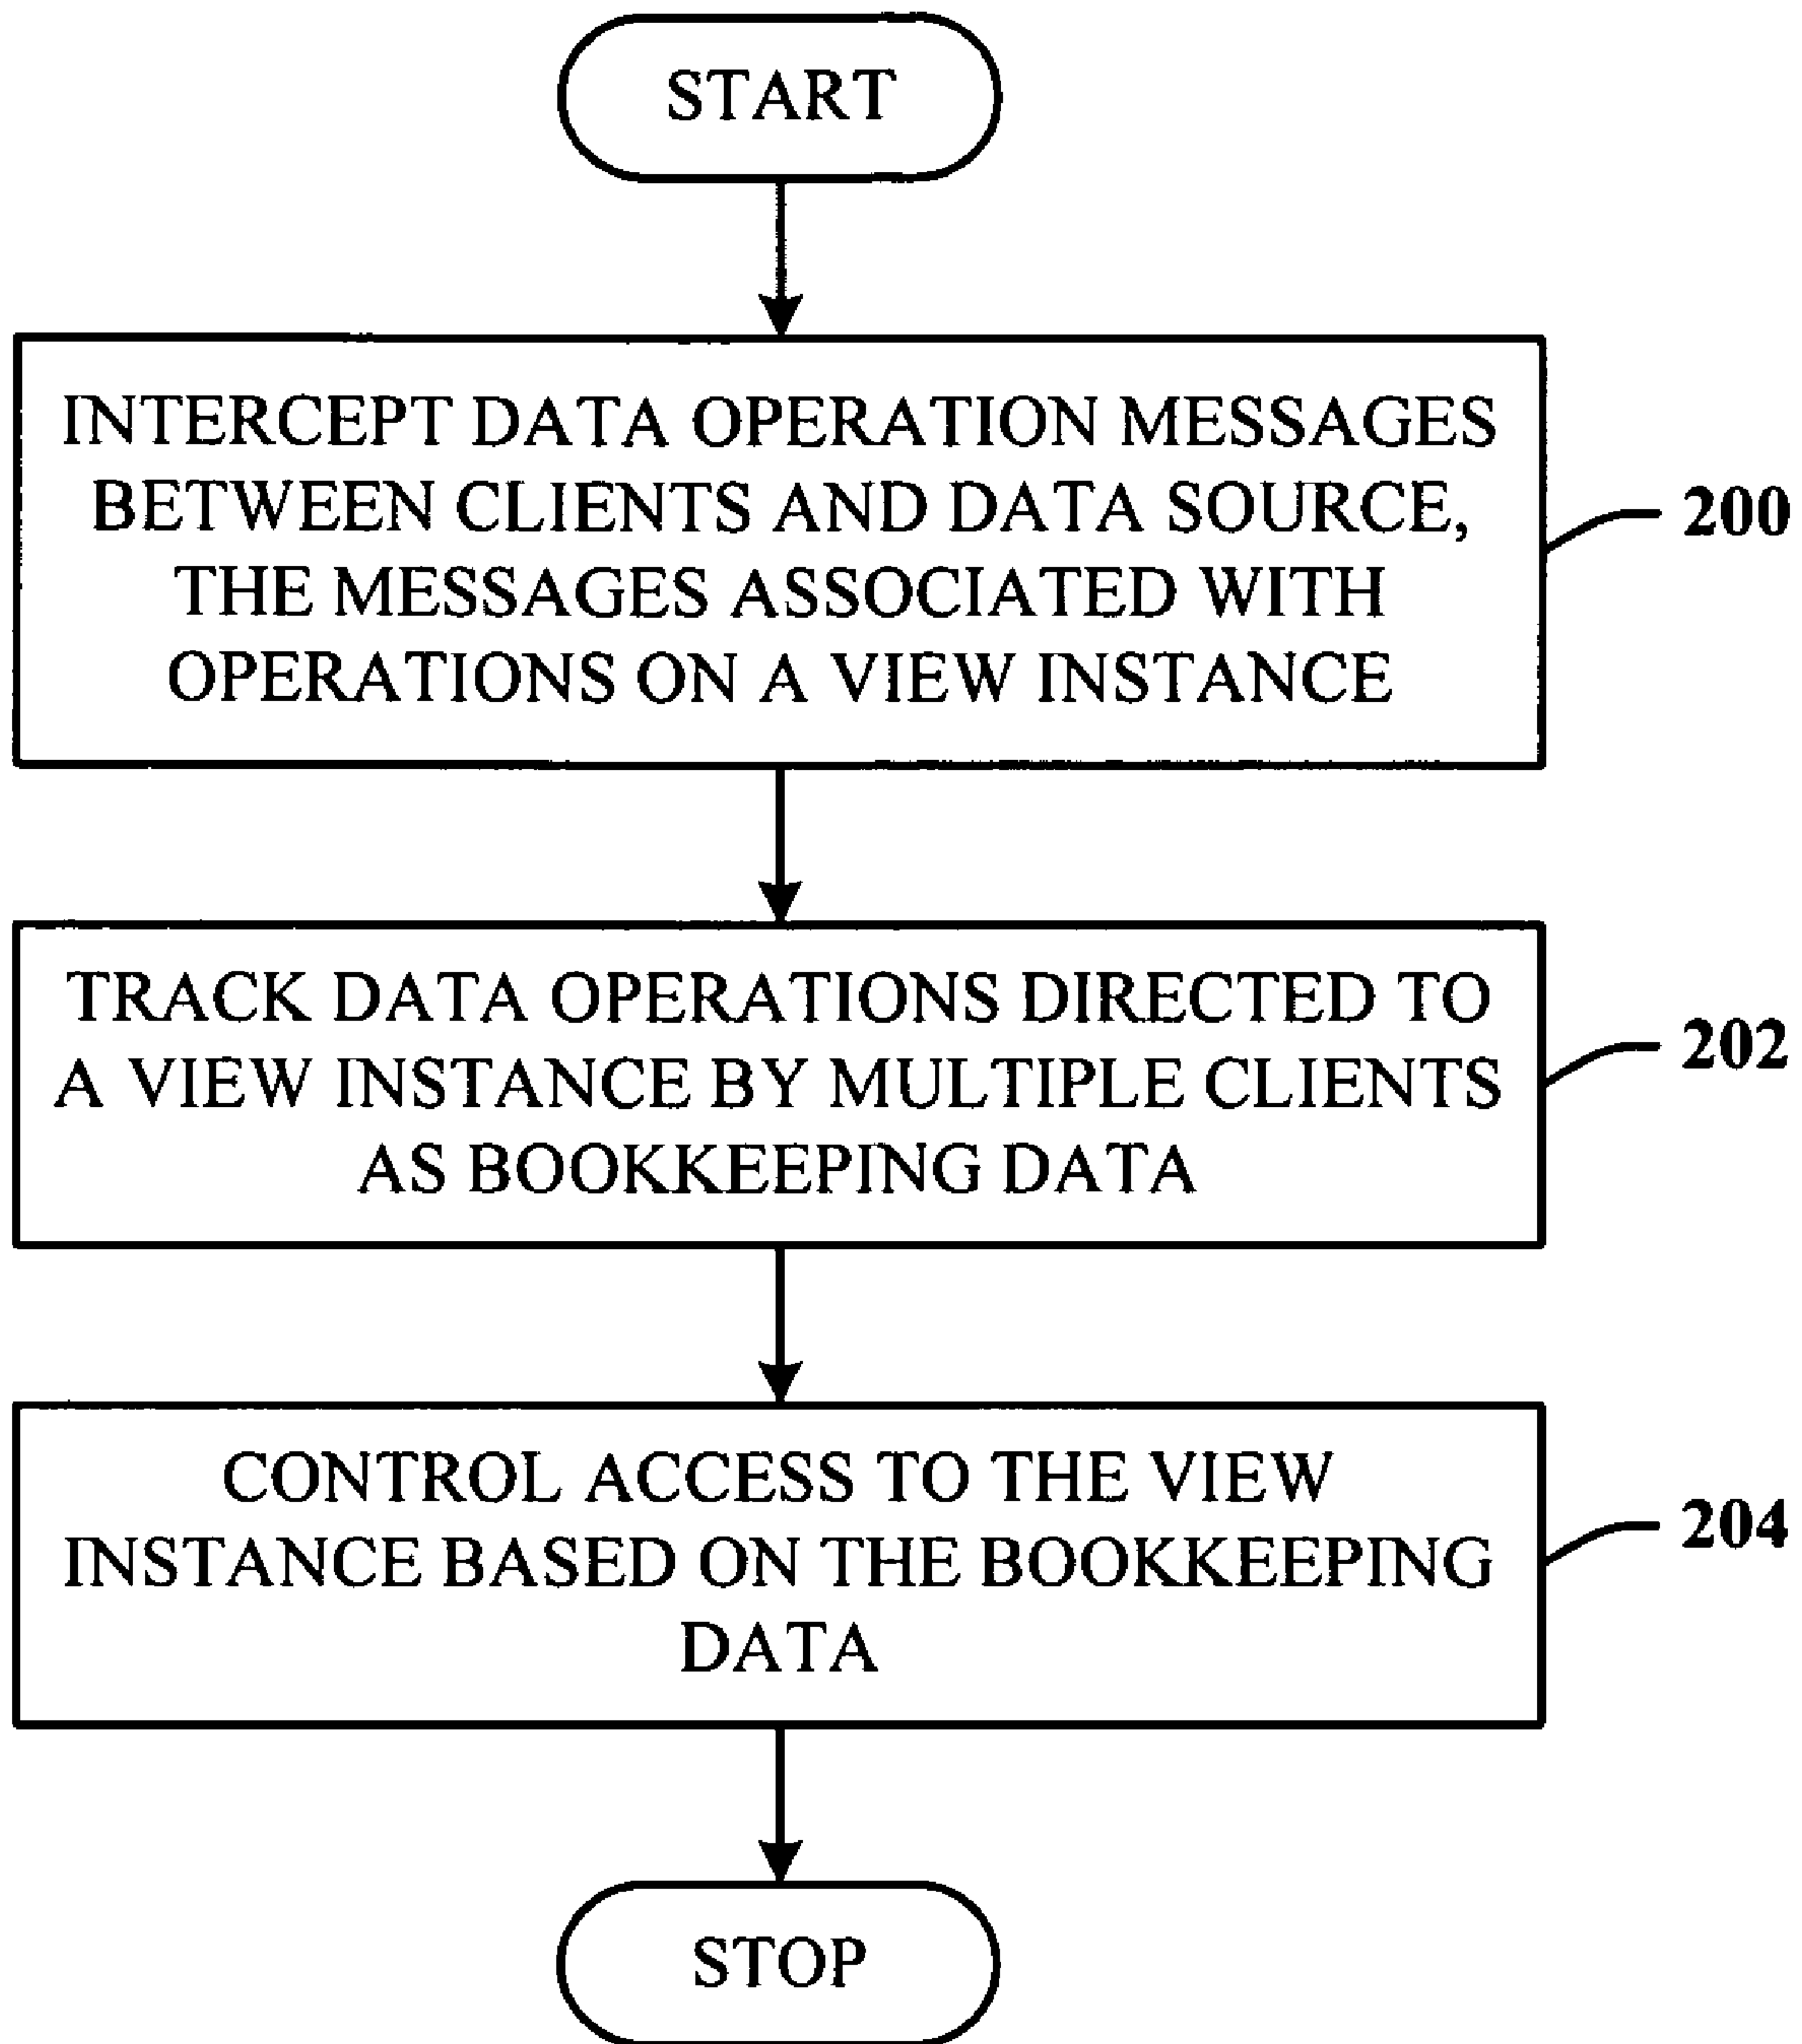 START
INTERCEPT DATA OPERATION MESSAGES
BETWEEN CLIENTS AND DATA SOURCE,
THE MESSAGES ASSOCIATED WITH
OPERATIONS ON A VIEW INSTANCE
200
TRACK DATA OPERATIONS DIRECTED TO
A VIEW INSTANCE BY MULTIPLE CLIENTS
AS BOOKKEEPING DATA
202
CONTROL ACCESS TO THE VIEW
INSTANCE BASED ON THE BOOKKEEPING
DATA
204
STOP